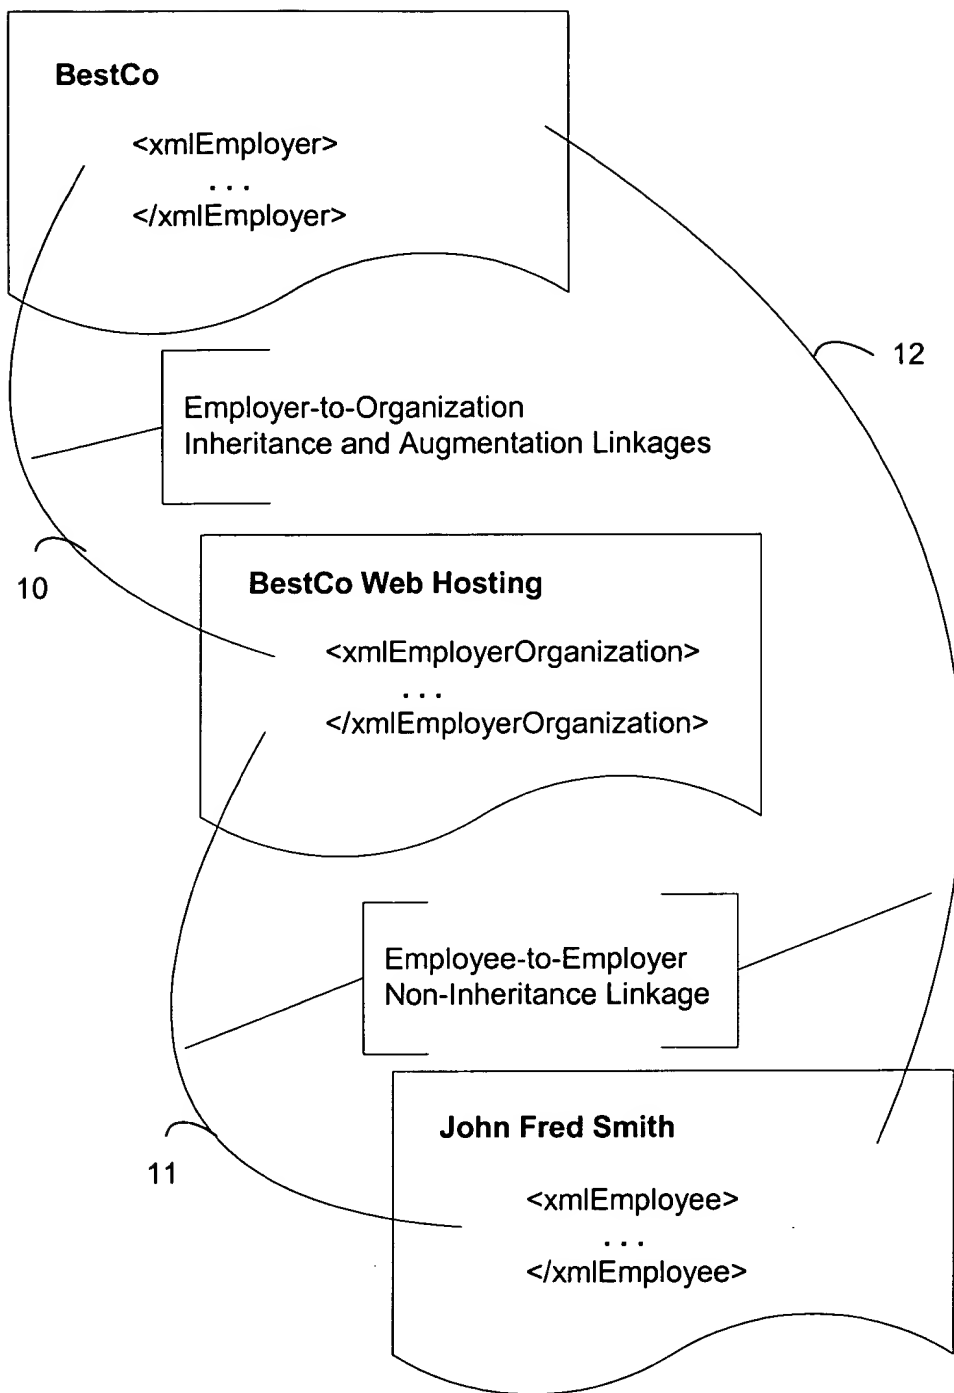 BestCo
<xmlEmployer>
. . .
</xmlEmployer>
12
Employer-to-Organization
Inheritance and Augmentation Linkages
10
BestCo Web Hosting
<xmlEmployerOrganization>
. . .
</xmlEmployerOrganization>
Employee-to-Employer
Non-Inheritance Linkage
John Fred Smith
11
<xmlEmployee>
. . .
</xmlEmployee>